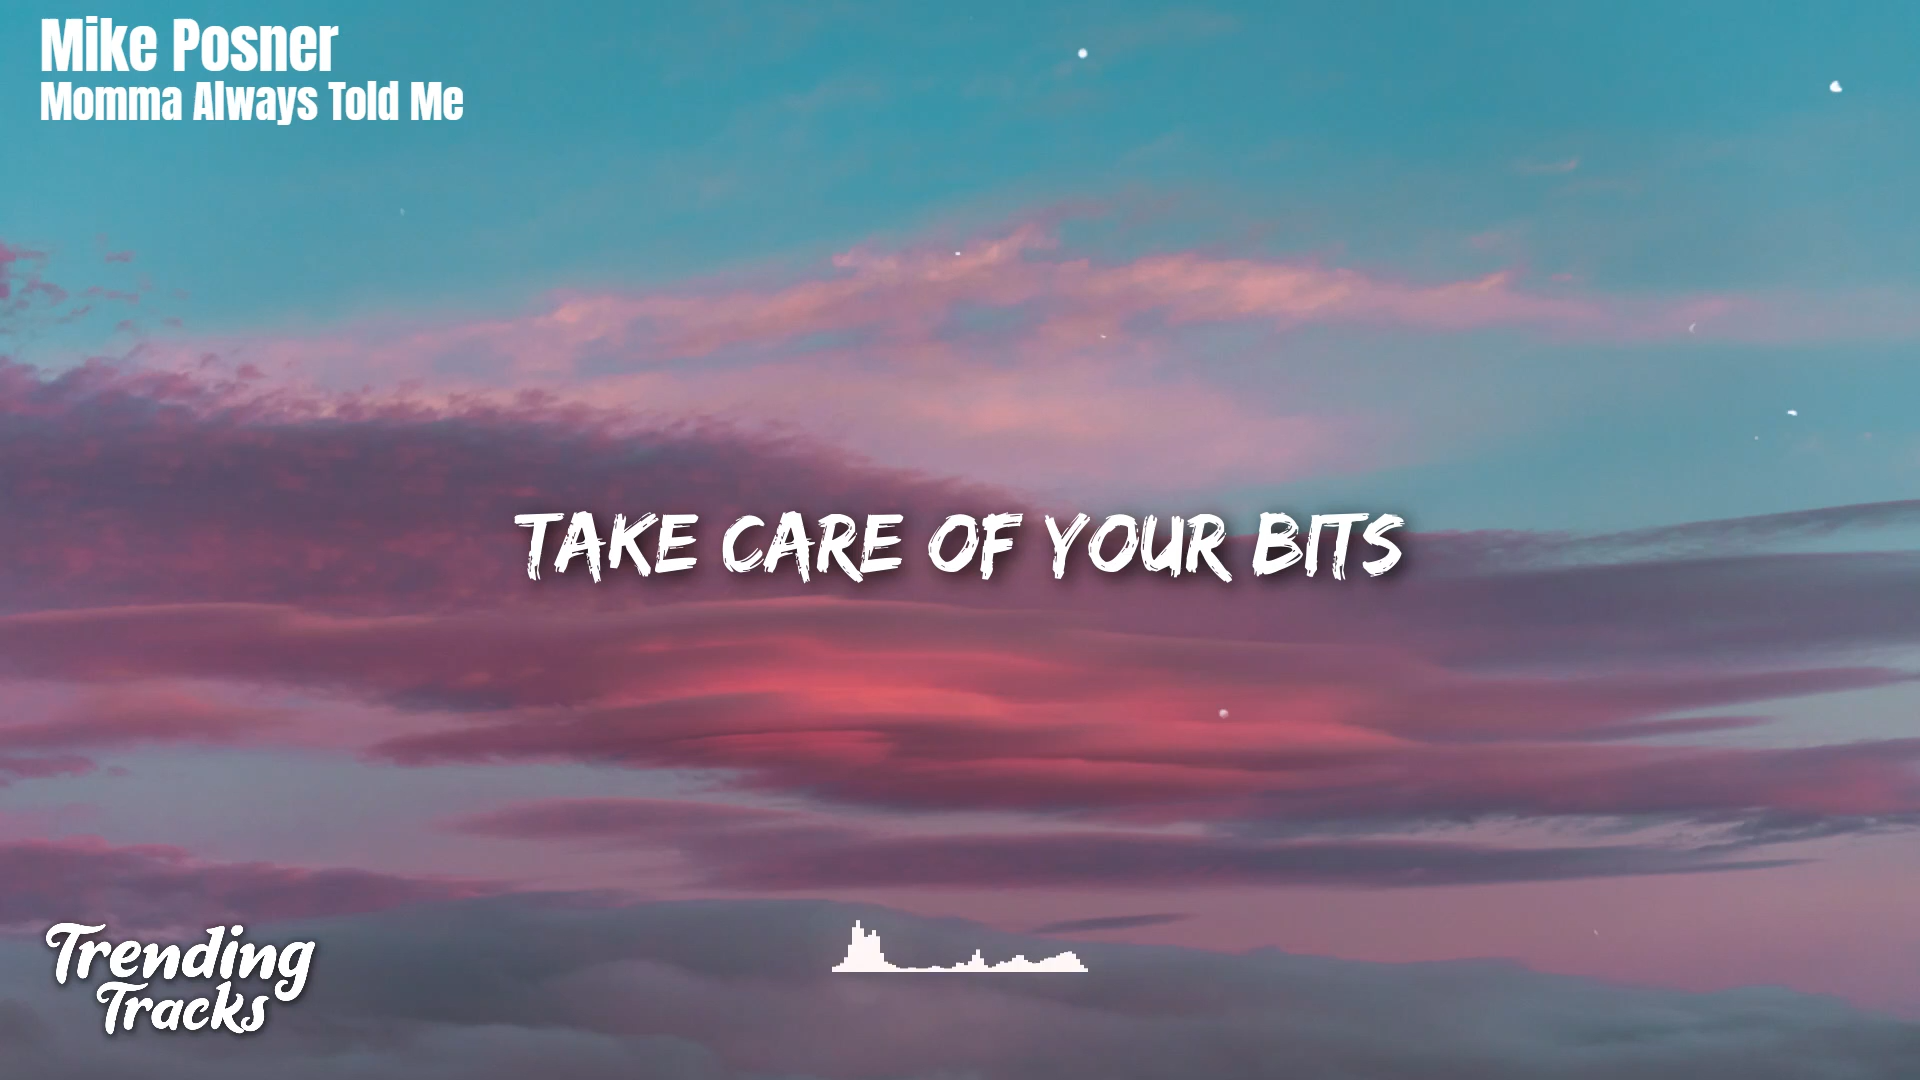 Mike Posner
Momma Always Told Me
TAKE CARE OF YOUR BITS
Trending
Tracks